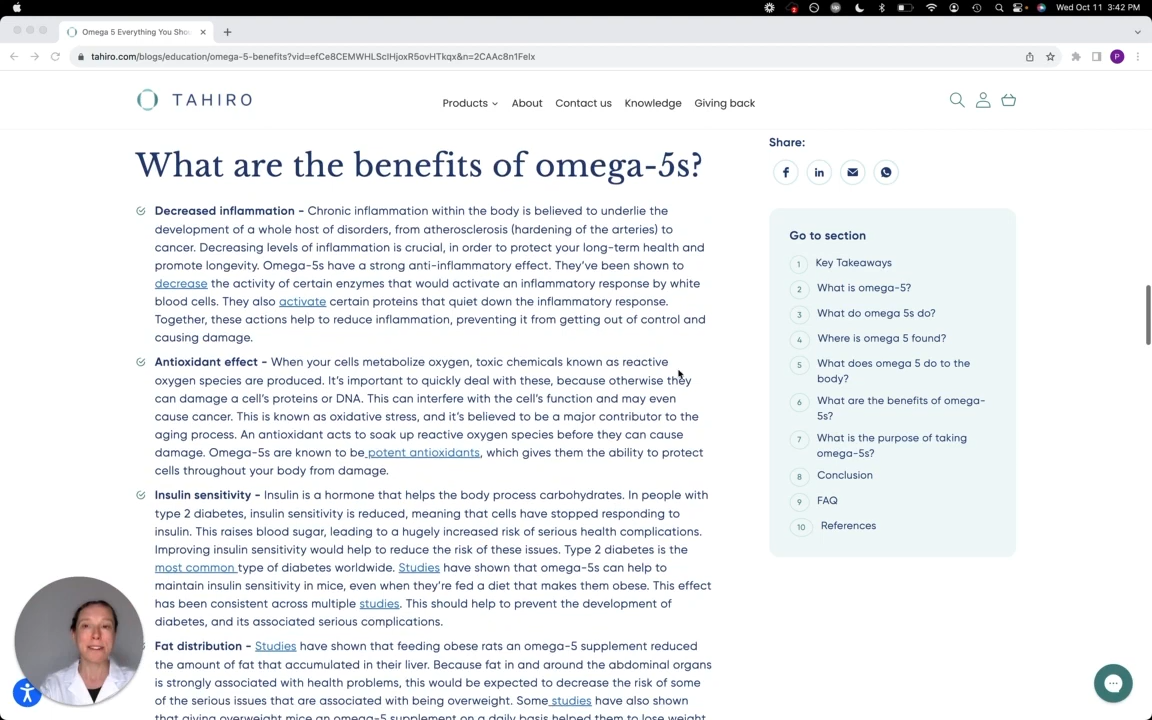 Wed Oct 11 3:42 PM
Omega 5 Everything You Shou
tahiro.com/blogs/education/omega-5-benefits?vid=efCe8CEMWHLSclHjoxR5ovHTkqx&n=2CAAc8n1FeIx
P
TAHIRO
Products
About
Contact us
Knowledge
Giving back
What are the benefits of omega-5s?
Decreased inflammation - Chronic inflammation within the body is believed to underlie the
development of a whole host of disorders, from atherosclerosis (hardening of the arteries) to
cancer. Decreasing levels of inflammation is crucial, in order to protect your long-term health and
promote longevity. Omega-5s have a strong anti-inflammatory effect. They've been shown to
decrease the activity of certain enzymes that would activate an inflammatory response by white
blood cells. They also activate certain proteins that quiet down the inflammatory response.
Together, these actions help to reduce inflammation, preventing it from getting out of control and
causing damage.
Antioxidant effect - When your cells metabolize oxygen, toxic chemicals known as reactive
oxygen species are produced. It's important to quickly deal with these, because otherwise they
can damage a cell's proteins or DNA. This can interfere with the cell's function and may even
cause cancer. This is known as oxidative stress, and it's believed to be a major contributor to the
aging process. An antioxidant acts to soak up reactive oxygen species before they can cause
damage. Omega-5s are known to be potent antioxidants, which gives them the ability to protect
cells throughout your body from damage.
Insulin sensitivity - Insulin is a hormone that helps the body process carbohydrates. In people with
type 2 diabetes, insulin sensitivity is reduced, meaning that cells have stopped responding to
insulin. This raises blood sugar, leading to a hugely increased risk of serious health complications.
Improving insulin sensitivity would help to reduce the risk of these issues. Type 2 diabetes is the
most common type of diabetes worldwide. Studies have shown that omega-5s can help to
maintain insulin sensitivity in mice, even when they're fed a diet that makes them obese. This effect
has been consistent across multiple studies. This should help to prevent the development of
diabetes, and its associated serious complications.
Fat distribution - Studies have shown that feeding obese rats an omega-5 supplement reduced
the amount of fat that accumulated in their liver. Because fat in and around the abdominal organs
is strongly associated with health problems, this would be expected to decrease the risk of some
of the serious issues that are associated with being overweight. Some studies have also shown
that giving overweight mice an omega-5 supplement on a daily basis helped them to lose weight
Share:
Go to section
1 Key Takeaways
2 What is omega-5?
3 What do omega 5s do?
4 Where is omega 5 found?
5 What does omega 5 do to the
body?
6 What are the benefits of omega-
5s?
7 What is the purpose of taking
omega-5s?
8 Conclusion
9 FAQ
10 References